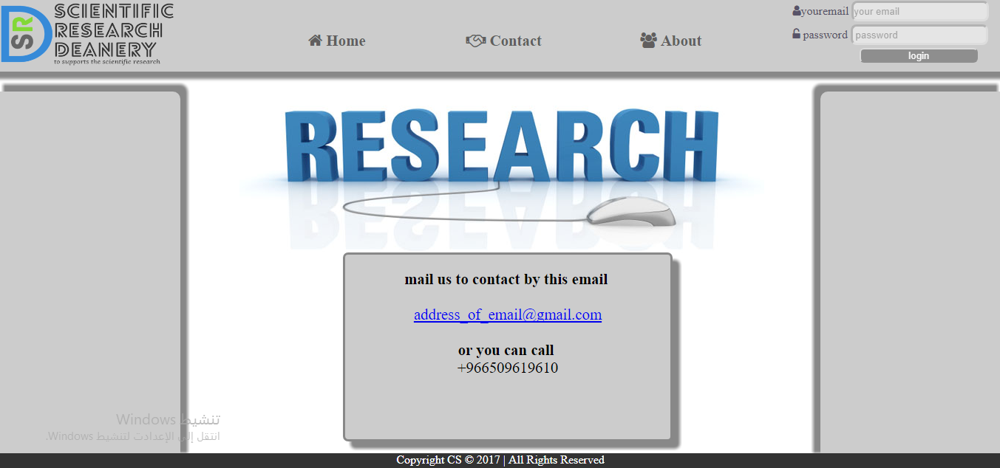 SCIENTIFIC
RESEARCH
DEANERY
to supports the scientific research
SR
Home
Contact
About
youremail your email
password password
login
RESEARCH
mail us to contact by this email
address_of_email@gmail.com
or you can call
+966509619610
تنشيط Windows
انتقل إلى الإعدادات لتنشيط Windows.
Copyright CS © 2017 | All Rights Reserved